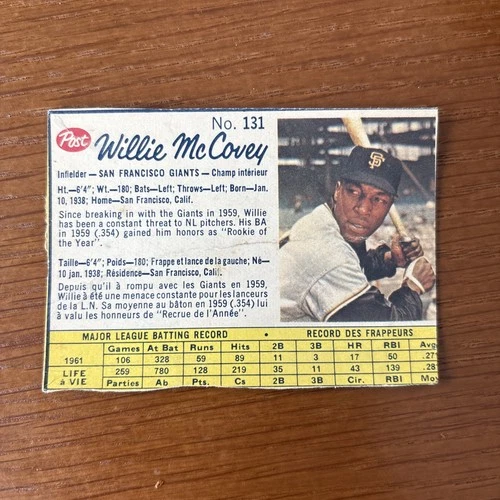 No. 131
Post Willie McCovey
Infielder — SAN FRANCISCO GIANTS — Champ intérieur
Ht.—6'4"; Wt.—180; Bats—Left; Throws—Left; Born—Jan.
10, 1938; Home—San Francisco, Calif.
Since breaking in with the Giants in 1959, Willie
has been a constant threat to NL pitchers. His BA
in 1959 (.354) gained him honors as "Rookie of
the Year".
Taille—6'4"; Poids—180; Frappe et lance de la gauche; Né—
10 jan. 1938; Résidence—San Francisco, Calif.
Depuis qu'il a rompu avec les Giants en 1959,
Willie à été une menace constante pour les lanceurs
de la L.N. Sa moyenne au bâton en 1959 (.354) lui
à valu les honneurs de "Recrue de l'Année".
SF
MAJOR LEAGUE BATTING RECORD • RECORD DES FRAPPEURS
Games At Bat Runs Hits 2B 3B HR RBI Avg
1961 106 328 59 89 11 3 17 50 .27
LIFE 259 780 128 219 35 11 43 139 .28
à VIE Parties Ab Pts. Cs 2B 3B Cir. RBI Moy